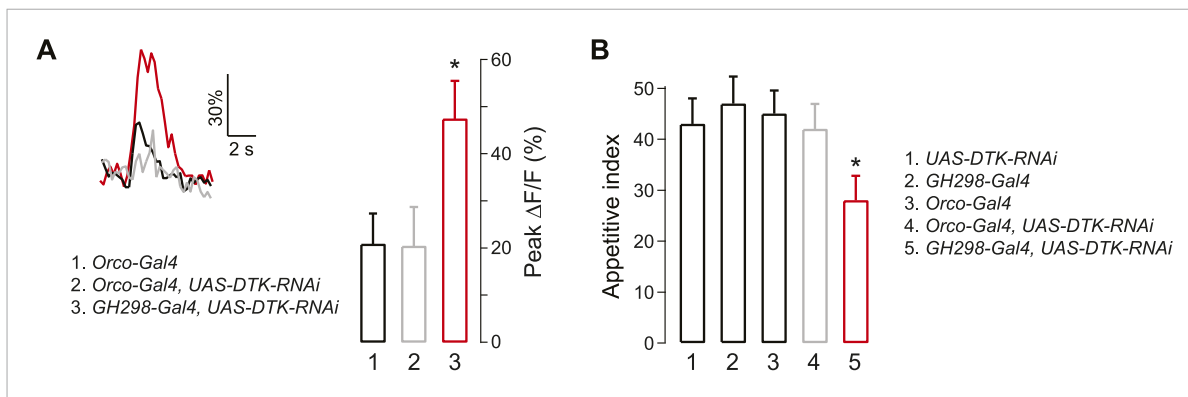 A
30%
2 s
1. Orco-Gal4
2. Orco-Gal4, UAS-DTK-RNAi
3. GH298-Gal4, UAS-DTK-RNAi
*
60
40
20
0
Peak ΔF/F (%)
1 2 3
B
Appetitive index
50
40
30
20
10
0
*
1 2 3 4 5
1. UAS-DTK-RNAi
2. GH298-Gal4
3. Orco-Gal4
4. Orco-Gal4, UAS-DTK-RNAi
5. GH298-Gal4, UAS-DTK-RNAi